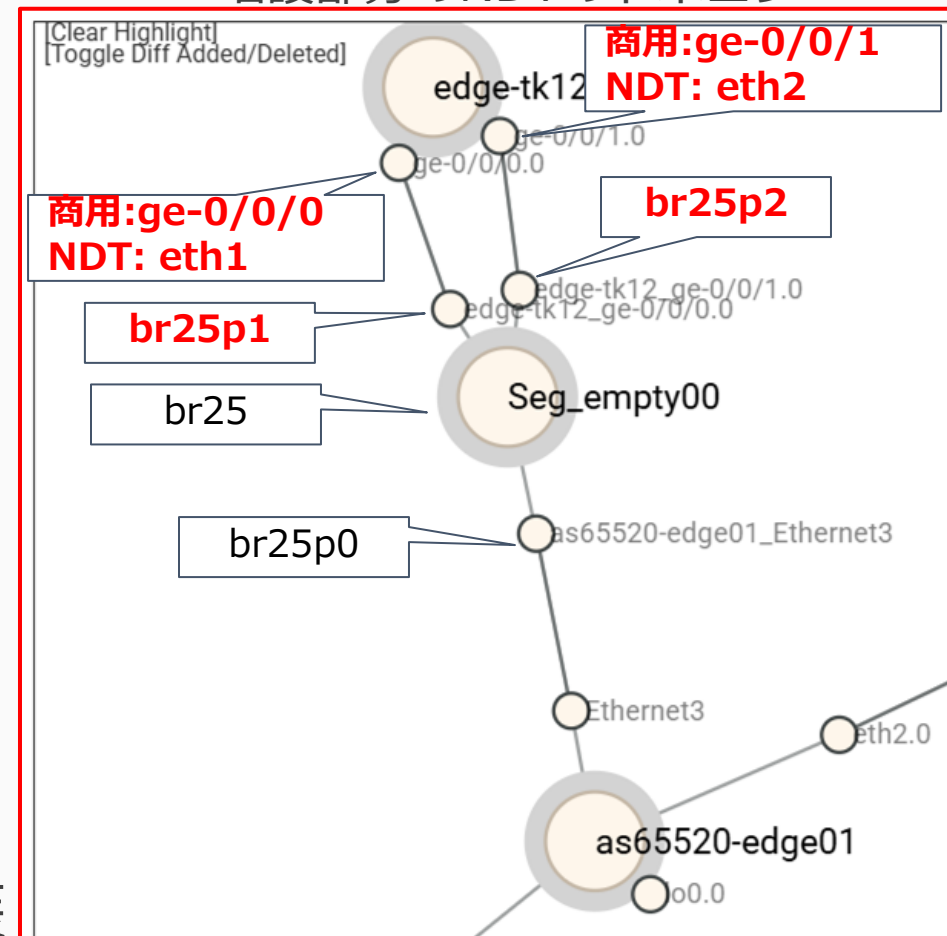 [Clear Highlight]
[Toggle Diff Added/Deleted]
商用:ge-0/0/1
NDT: eth2
edge-tk12
ge-0/0/1.0
ge-0/0/0.0
商用:ge-0/0/0
NDT: eth1
br25p2
edge-tk12_ge-0/0/1.0
edge-tk12_ge-0/0/0.0
br25p1
br25
Seg_empty00
br25p0
as65520-edge01_Ethernet3
Ethernet3
eth2.0
as65520-edge01
lo0.0